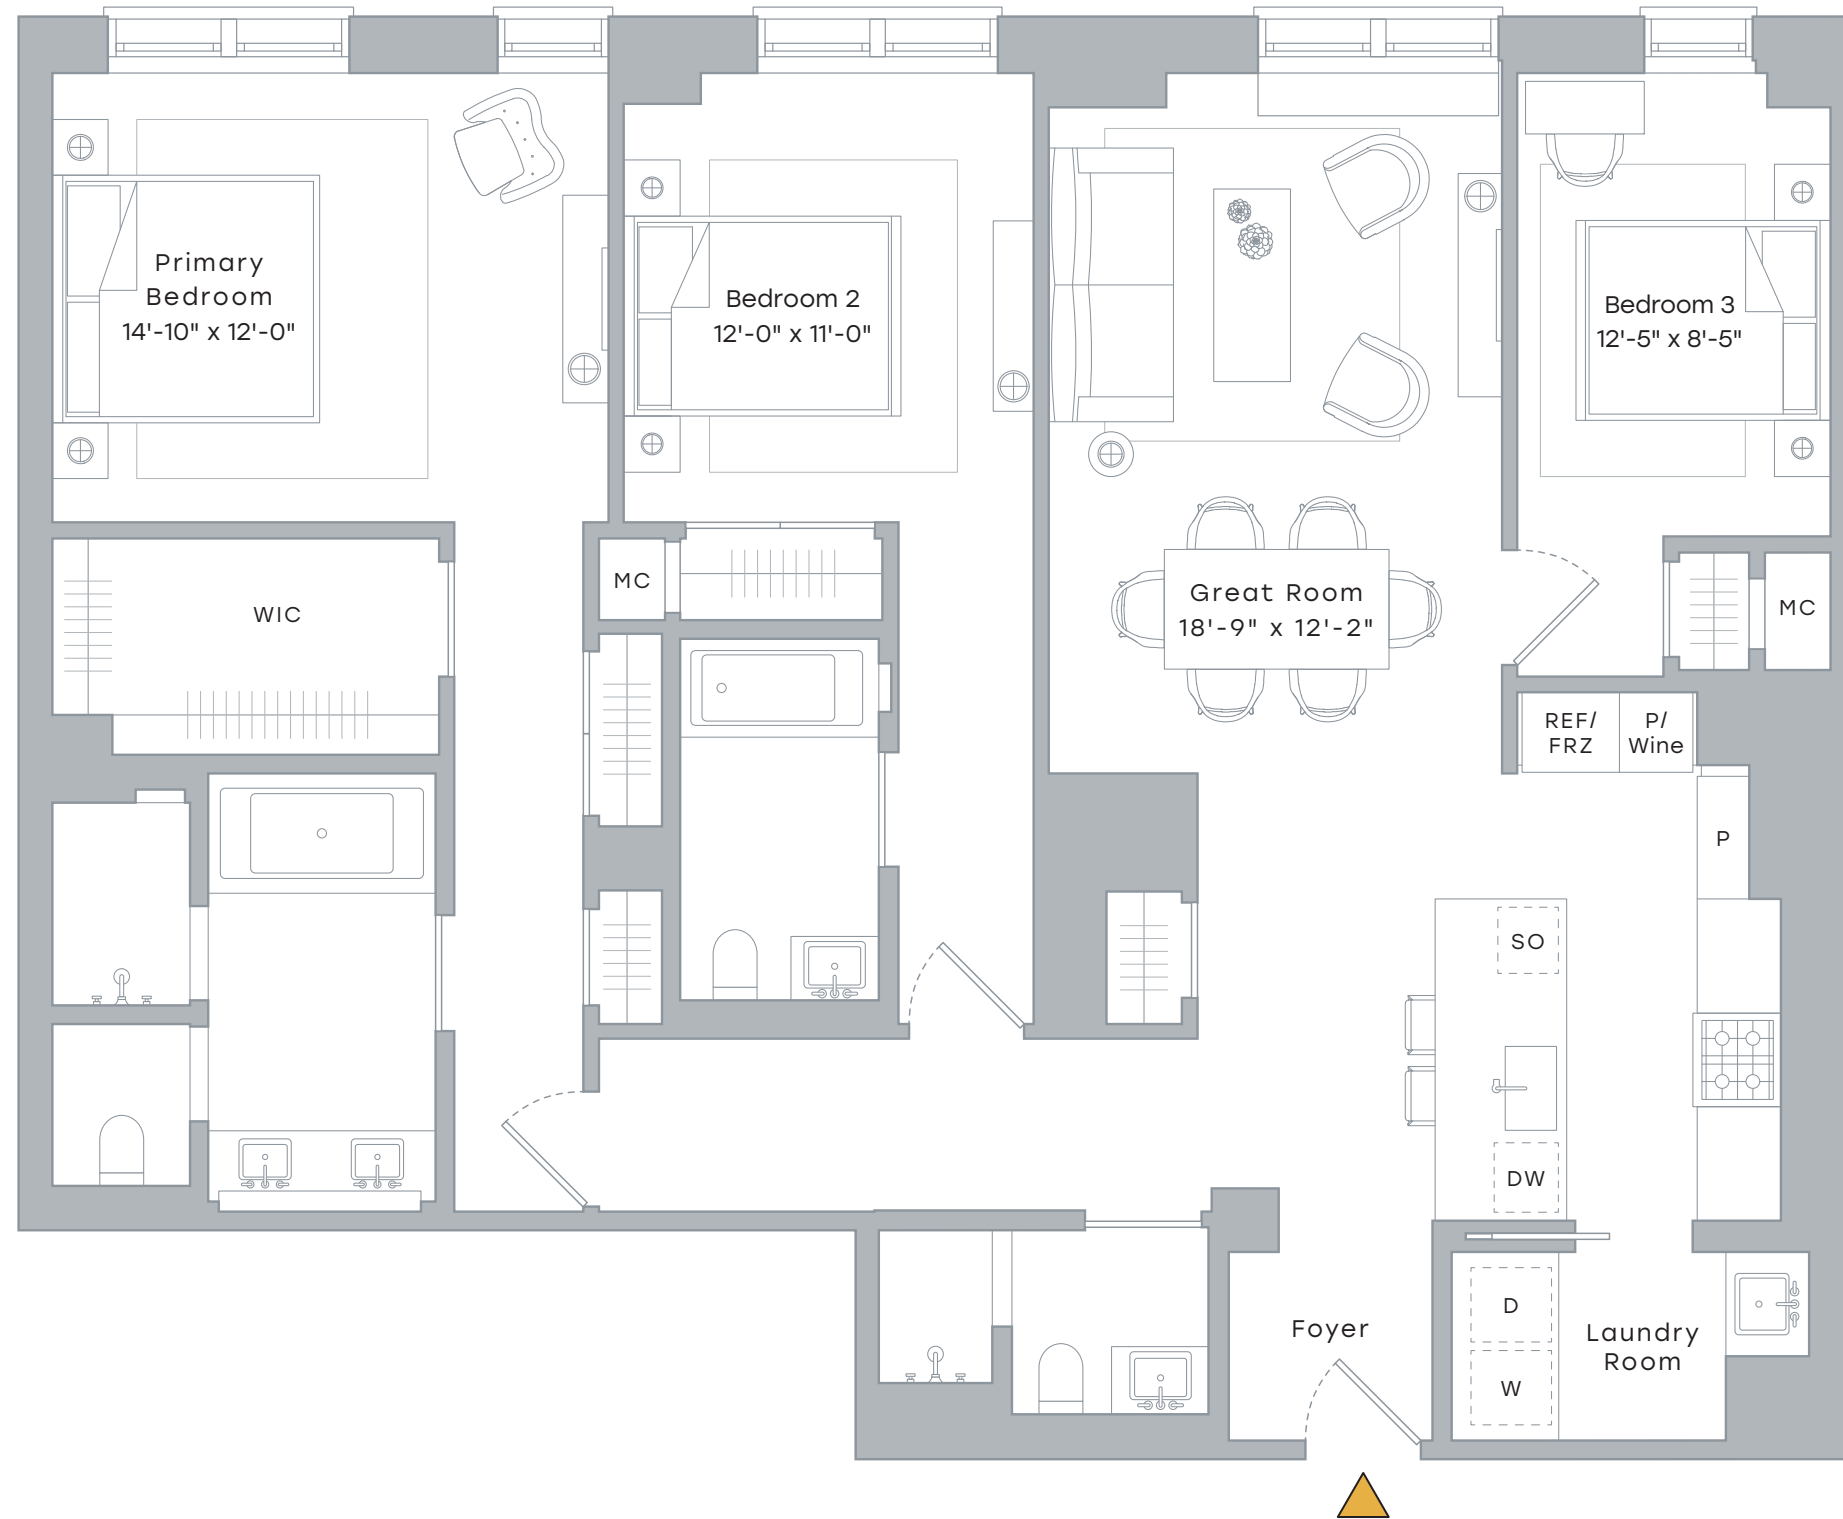 Primary
Bedroom
14'-10" x 12'-0"
Bedroom 2
12'-0" x 11'-0"
Bedroom 3
12'-5" x 8'-5"
MC
WIC
Great Room
18'-9" x 12'-2"
MC
REF/
FRZ
P/
Wine
P
SO
DW
D
W
Foyer
Laundry
Room